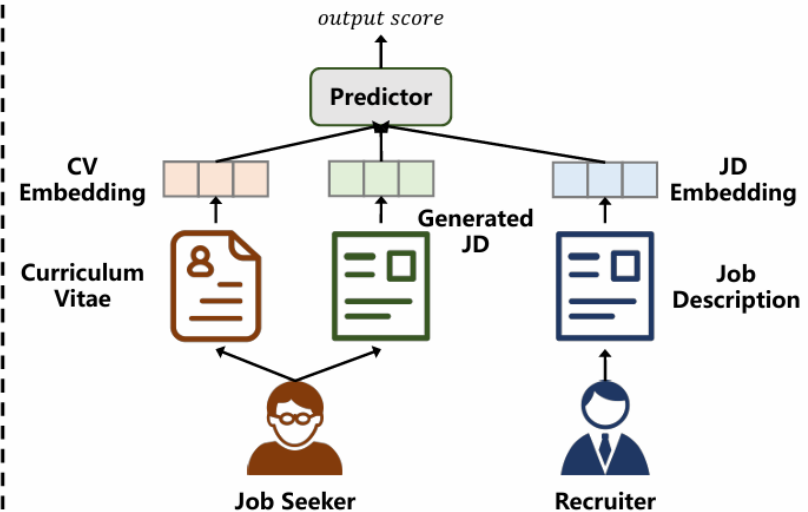 output score
Predictor
CV
Embedding
JD
Embedding
Generated
JD
Curriculum
Vitae
Job
Description
Job Seeker
Recruiter